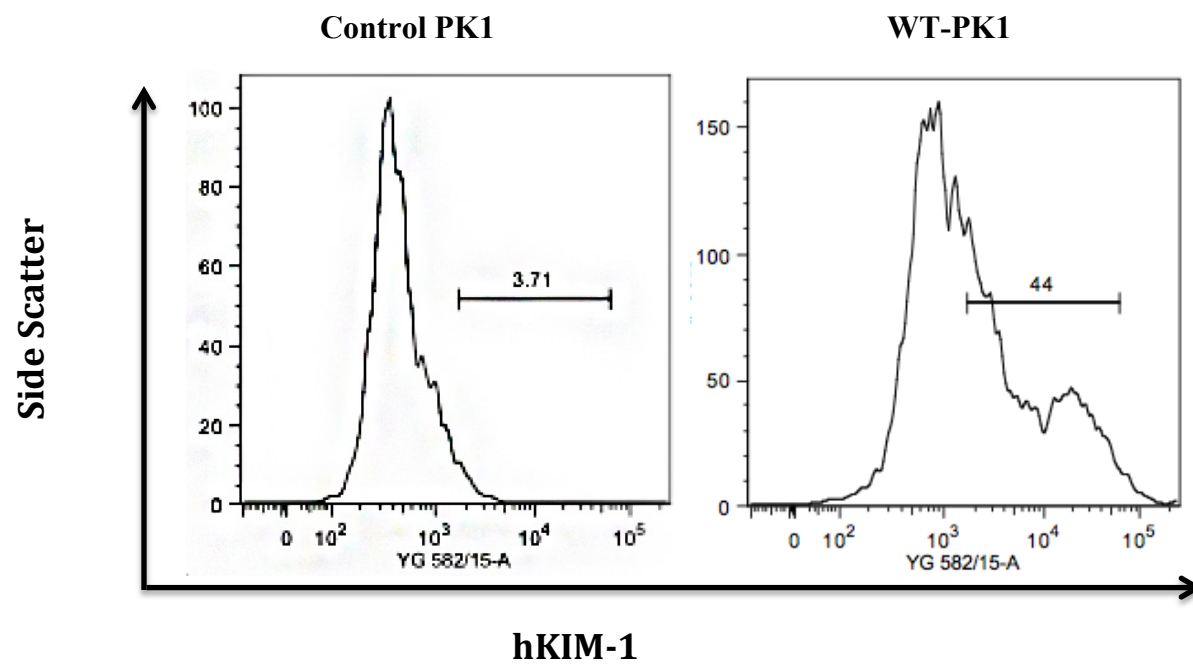 Control PK1
WT-PK1
Side Scatter
100
80
60
40
20
0
3.71
0 10² 10³ 10⁴ 10⁵
YG 582/15-A
150
100
50
0
44
0 10² 10³ 10⁴ 10⁵
YG 582/15-A
hKIM-1